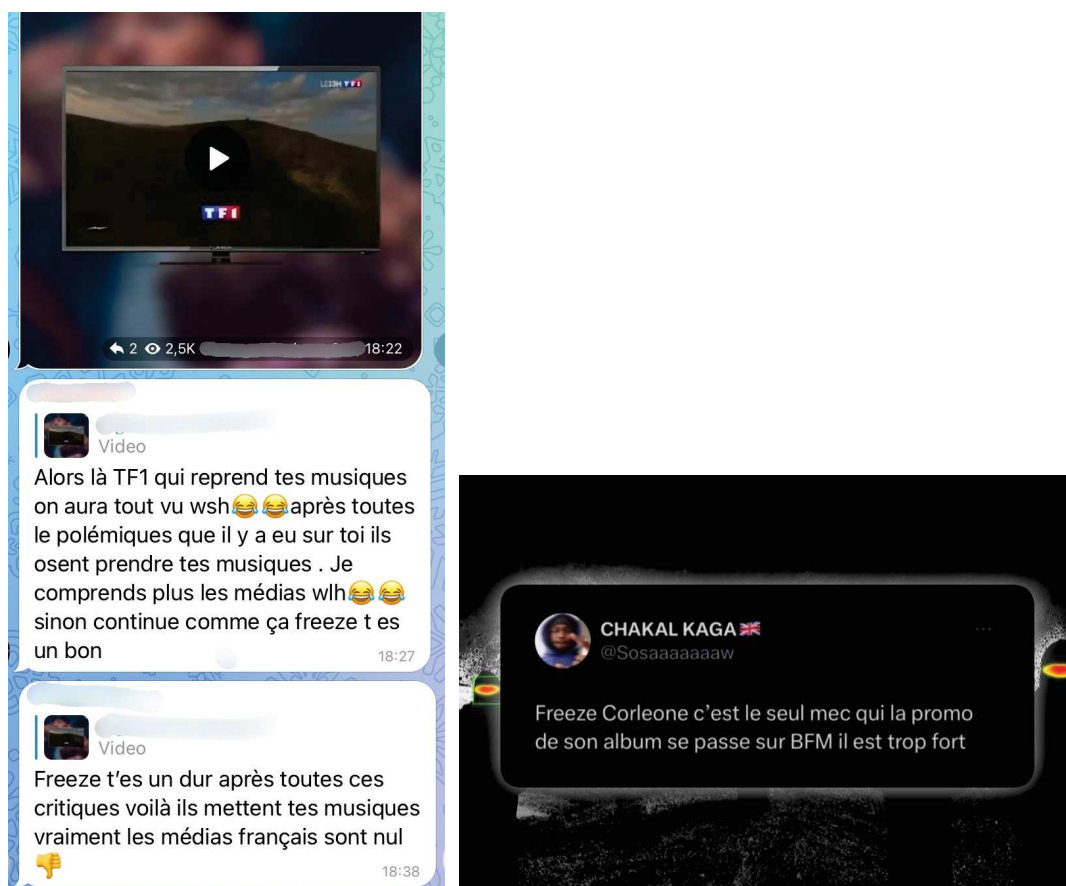 LE13H TF1
TF1
2 2,5K 18:22
Video
Alors là TF1 qui reprend tes musiques
on aura tout vu wsh😂😂après toutes
le polémiques que il y a eu sur toi ils
osent prendre tes musiques . Je
comprends plus les médias wlh😂😂
sinon continue comme ça freeze t es
un bon
18:27
Video
Freeze t’es un dur après toutes ces
critiques voilà ils mettent tes musiques
vraiment les médias français sont nul
👎
18:38
CHAKAL KAGA🇬🇧
@Sosaaaaaaaw
Freeze Corleone c’est le seul mec qui la promo
de son album se passe sur BFM il est trop fort